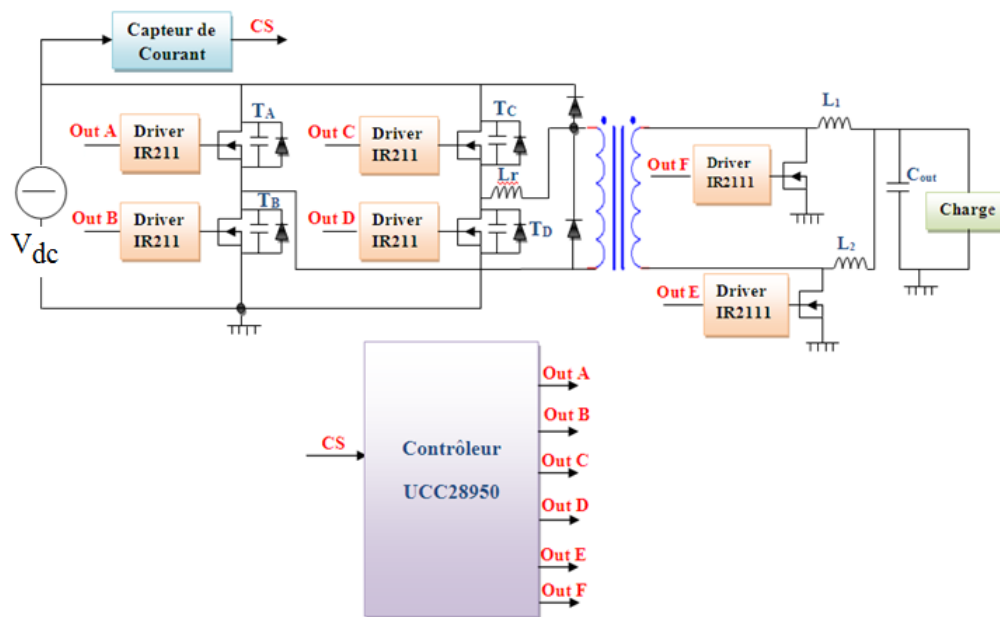 Capteur de
Courant
CS
Out A
Driver
IR211
TA
Out C
Driver
IR211
TC
Lr
Out B
Driver
IR211
TB
Out D
Driver
IR211
TD
Vdc
L1
Out F
Driver
IR2111
Cout
Charge
L2
Out E
Driver
IR2111
CS
Contrôleur
UCC28950
Out A
Out B
Out C
Out D
Out E
Out F